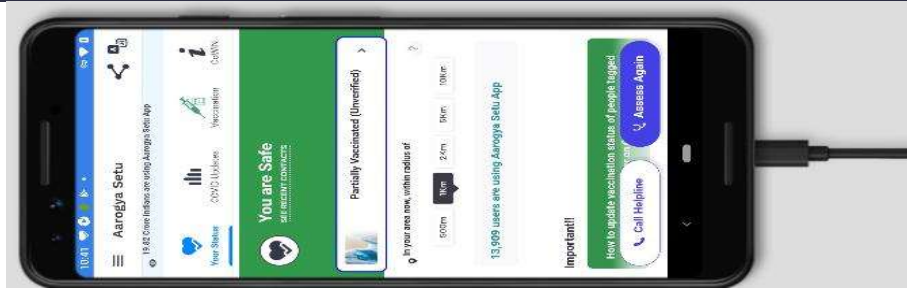 10:41
Aarogya Setu
19.82 Crore Indians are using Aarogya Setu App
Your Status
COVID Updates
Vaccination
CoWIN
You are Safe
SEE RECENT CONTACTS
Partially Vaccinated (Unverified)
In your area now, within radius of
?
500m
1Km
2Km
5Km
10Km
13,909 users are using Aarogya Setu App
Important!!
How to update vaccination status of people tagged
Call Helpline
Assess Again